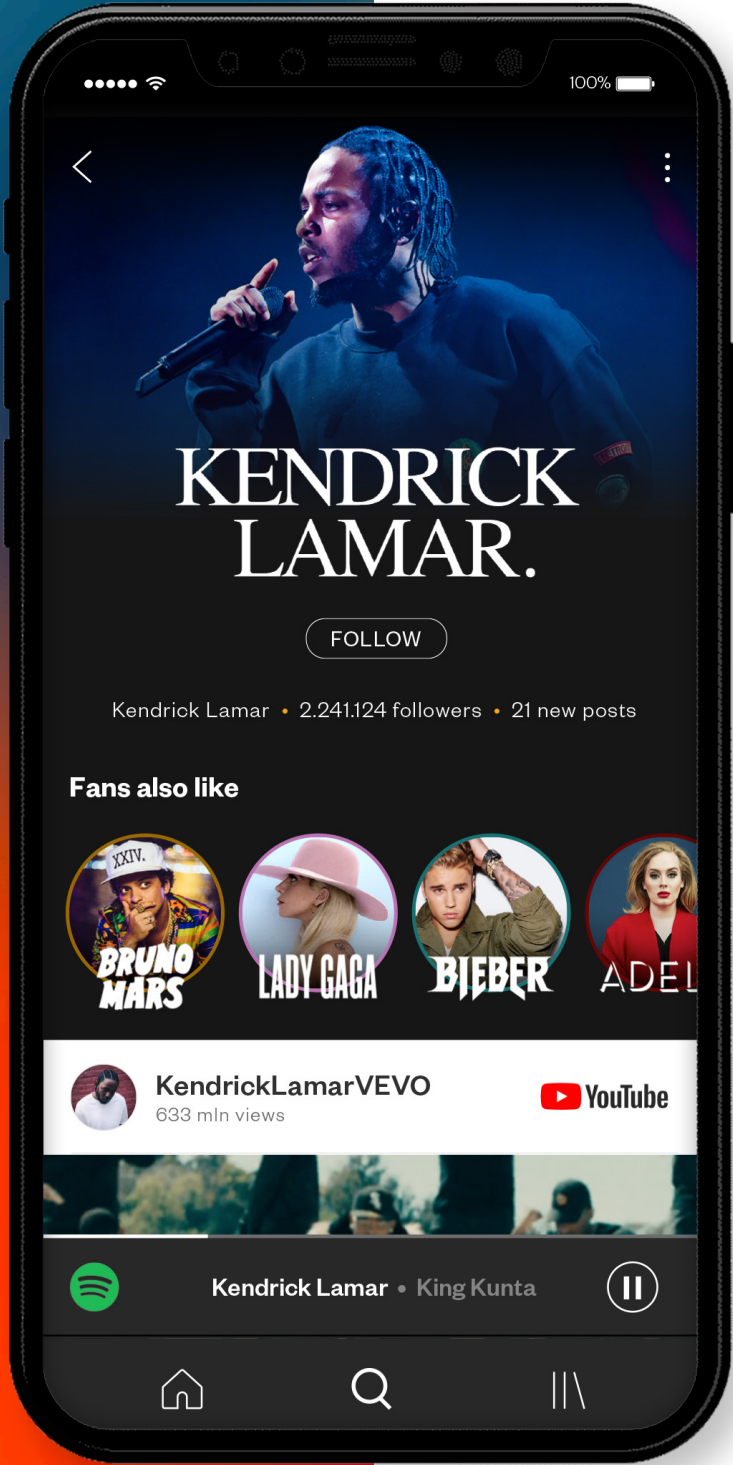 100%
KENDRICK
LAMAR.
FOLLOW
Kendrick Lamar • 2.241.124 followers • 21 new posts
Fans also like
XXIV.
BRUNO
MARS
LADY GAGA
BIEBER
ADEL
KendrickLamarVEVO
633 mln views
YouTube
Kendrick Lamar • King Kunta